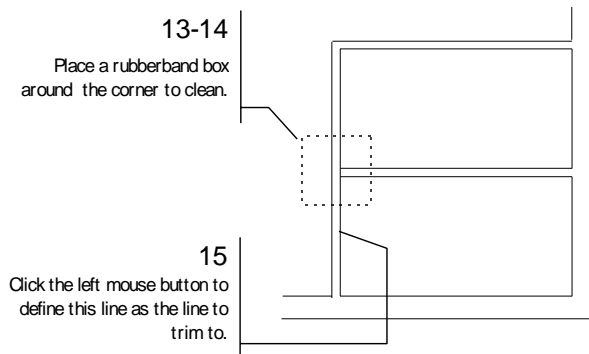 13-14
Place a rubberband box
around the corner to clean.
15
Click the left mouse button to
define this line as the line to
trim to.